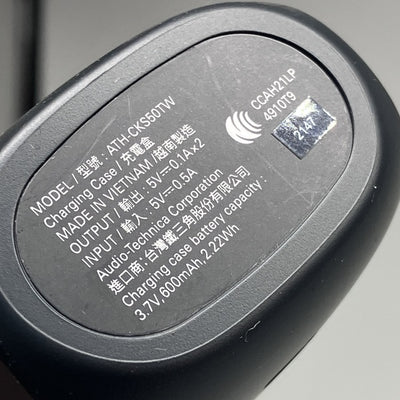 MODEL / 型號 : ATH-CKS50TW
Charging Case / 充電盒
MADE IN VIETNAM /越南製造
OUTPUT / 輸出 : 5V⎓0.1A×2
INPUT / 輸入 : 5V⎓0.5A
Audio-Technica Corporation
進口商: 台灣鐵三角股份有限公司
Charging case battery capacity :
3.7V,600mAh,2.22Wh
CCAH21LP
4910T9
2147